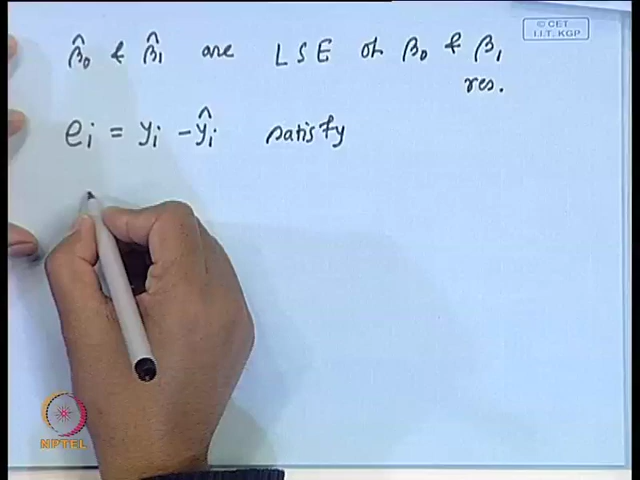 © CET
I.I.T. KGP
β̂₀ & β̂₁ are LSE of β₀ & β₁
res.
eᵢ = yᵢ - ŷᵢ satisfy
NPTEL